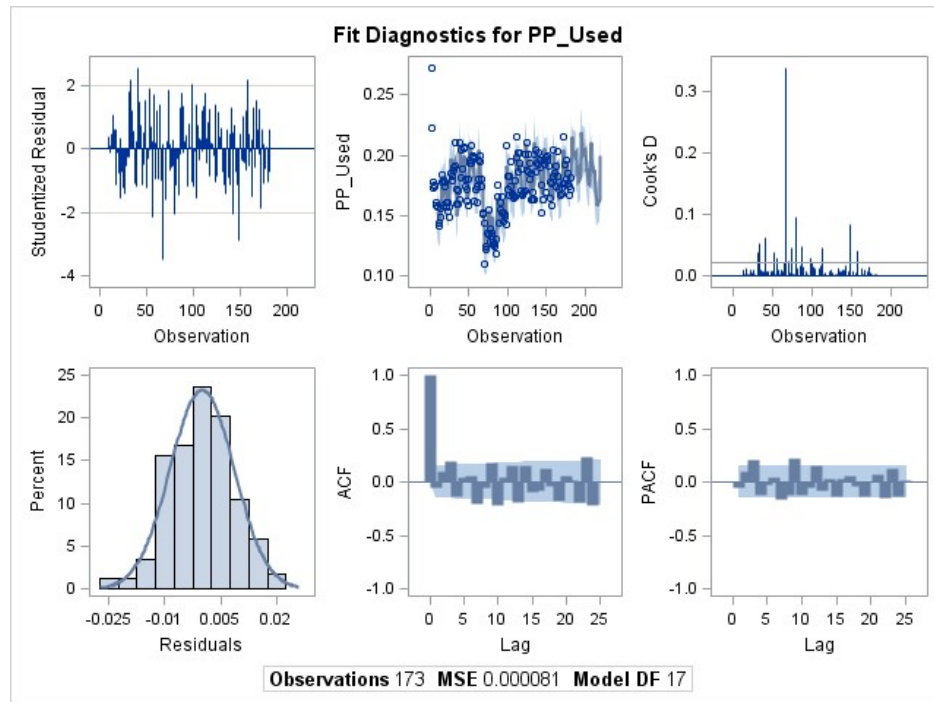 Fit Diagnostics for PP_Used
Studentized Residual
2
0
-2
-4
0 50 100 150 200
Observation
PP_Used
0.25
0.20
0.15
0.10
0 50 100 150 200
Observation
Cook's D
0.3
0.2
0.1
0.0
0 50 100 150 200
Observation
Percent
25
20
15
10
5
0
-0.025 -0.01 0.005 0.02
Residuals
ACF
1.0
0.5
0.0
-0.5
-1.0
0 5 10 15 20 25
Lag
PACF
1.0
0.5
0.0
-0.5
-1.0
0 5 10 15 20 25
Lag
Observations 173 MSE 0.000081 Model DF 17